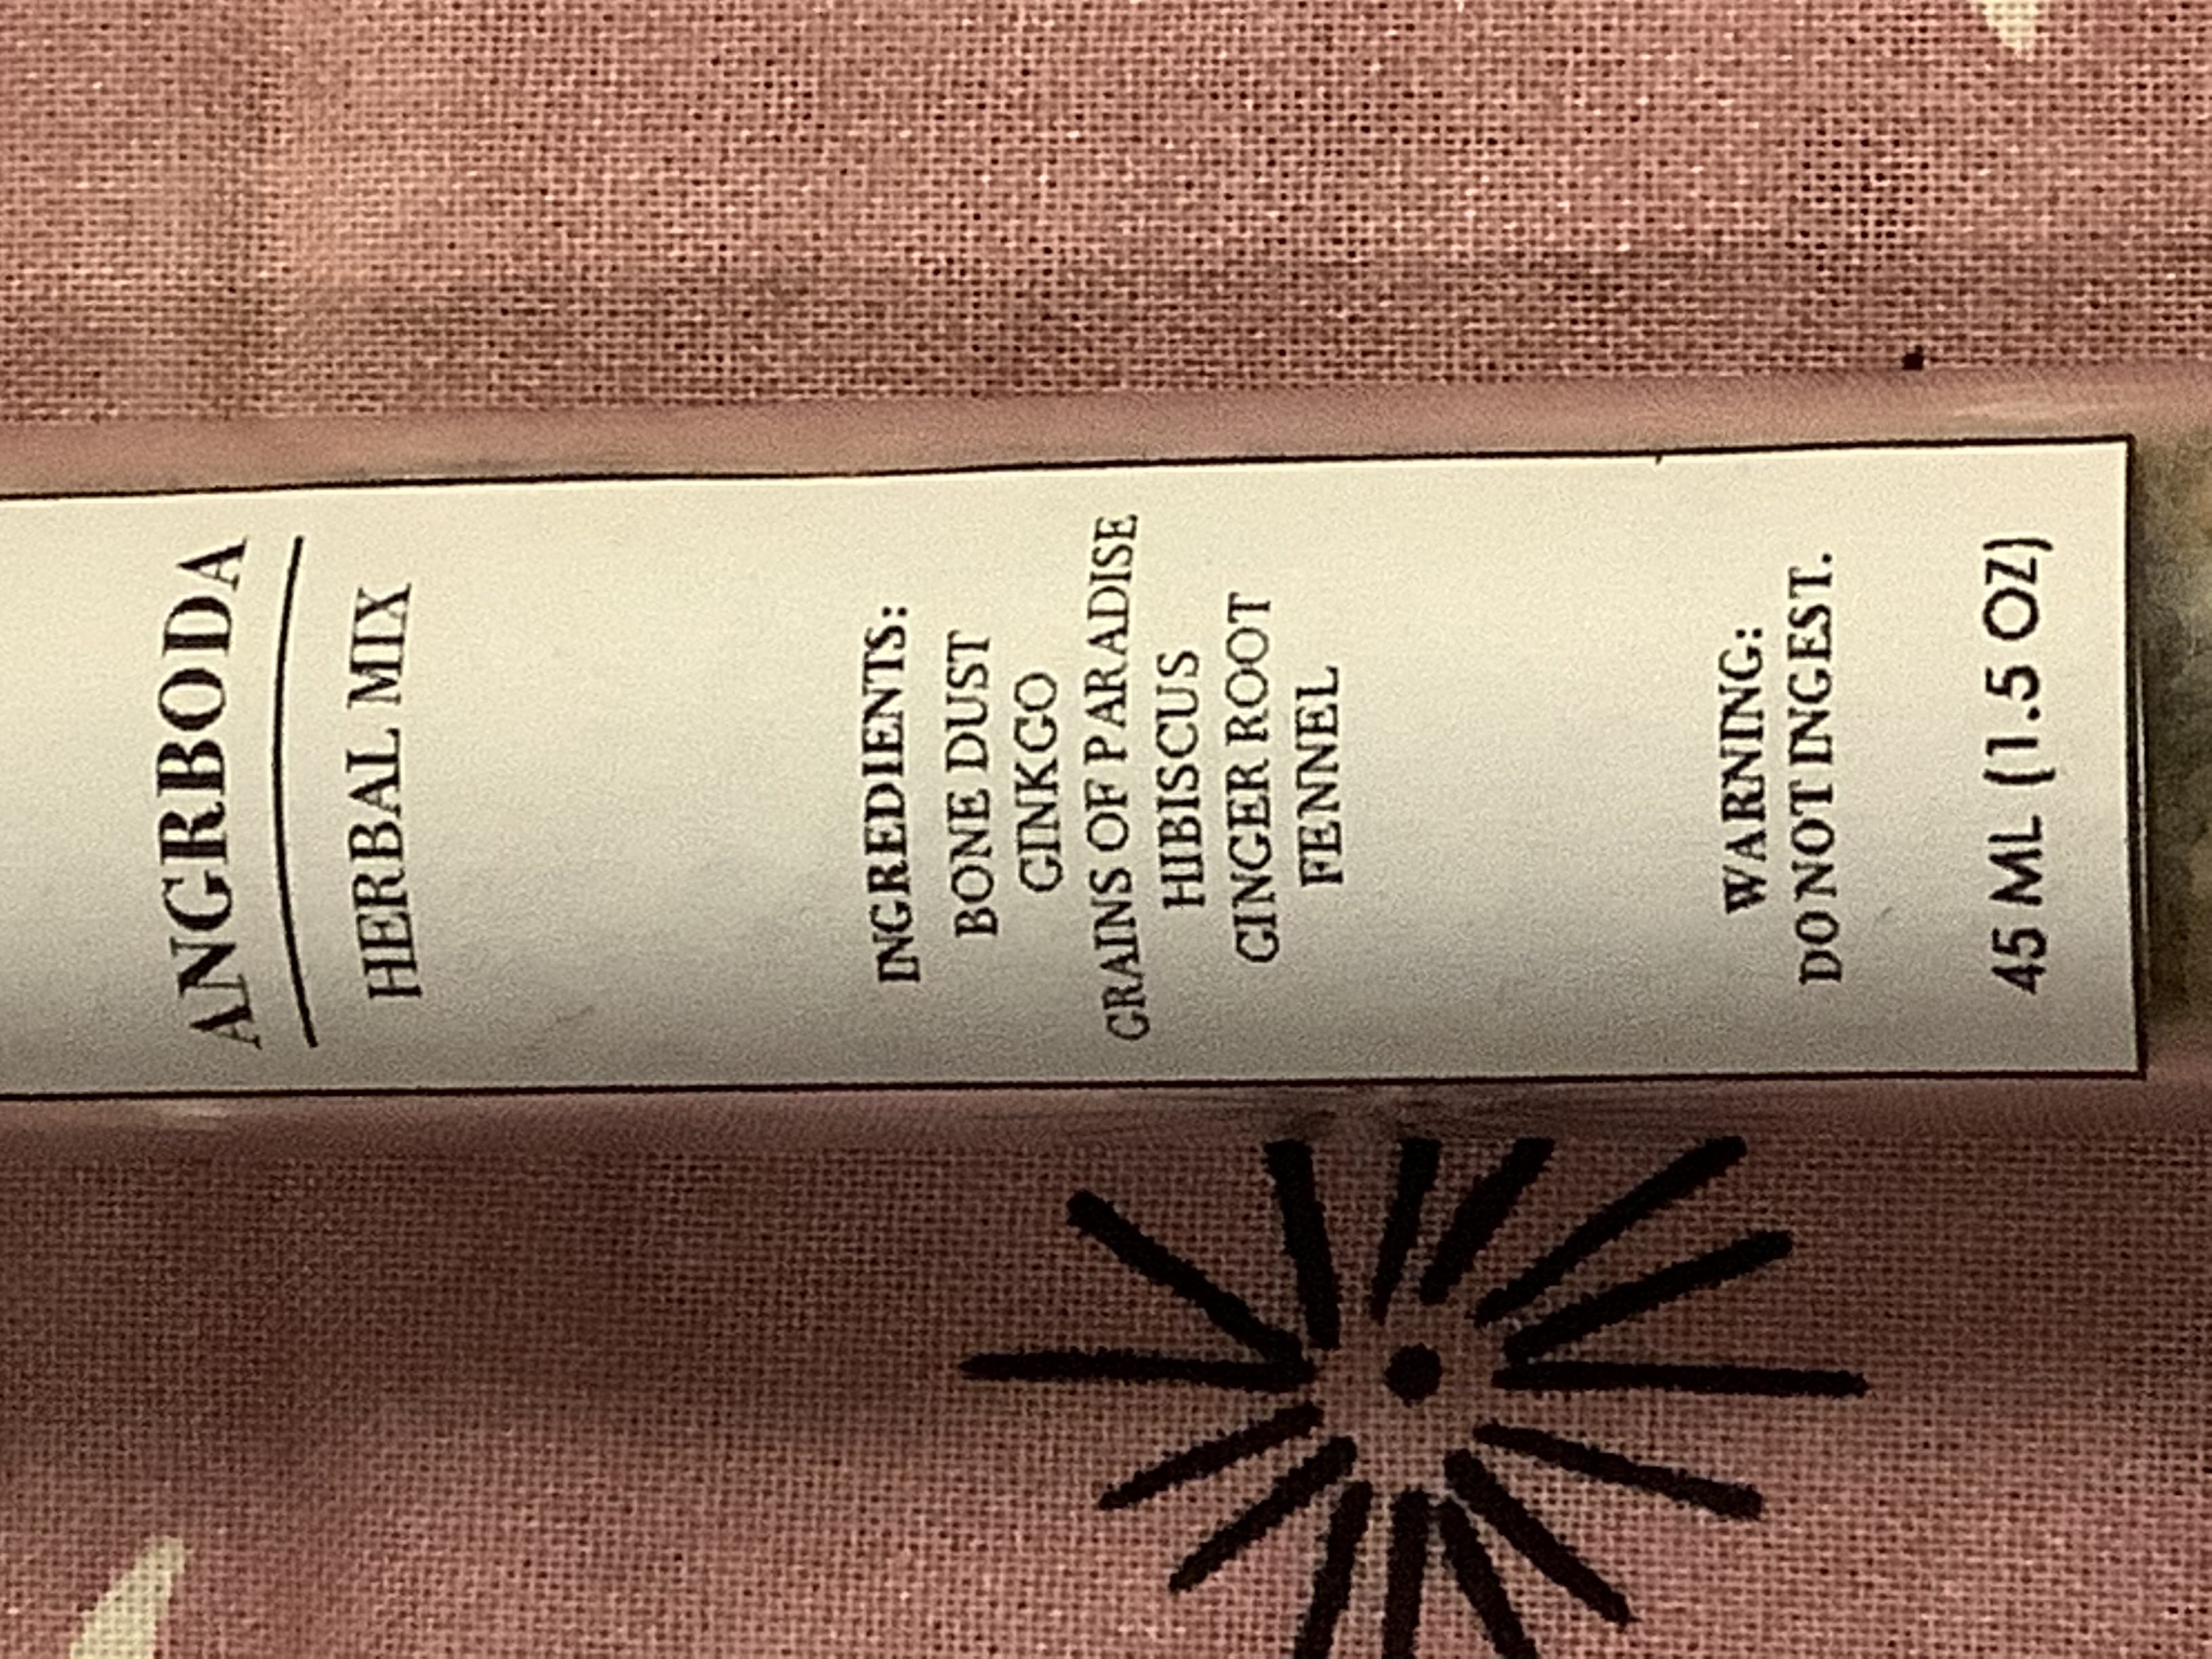 ANGRBODA
HERBAL MIX
INGREDIENTS:
BONE DUST
GINKGO
GRAINS OF PARADISE
HIBISCUS
GINGER ROOT
FENNEL
WARNING:
DO NOT INGEST.
45 ML (1.5 OZ)